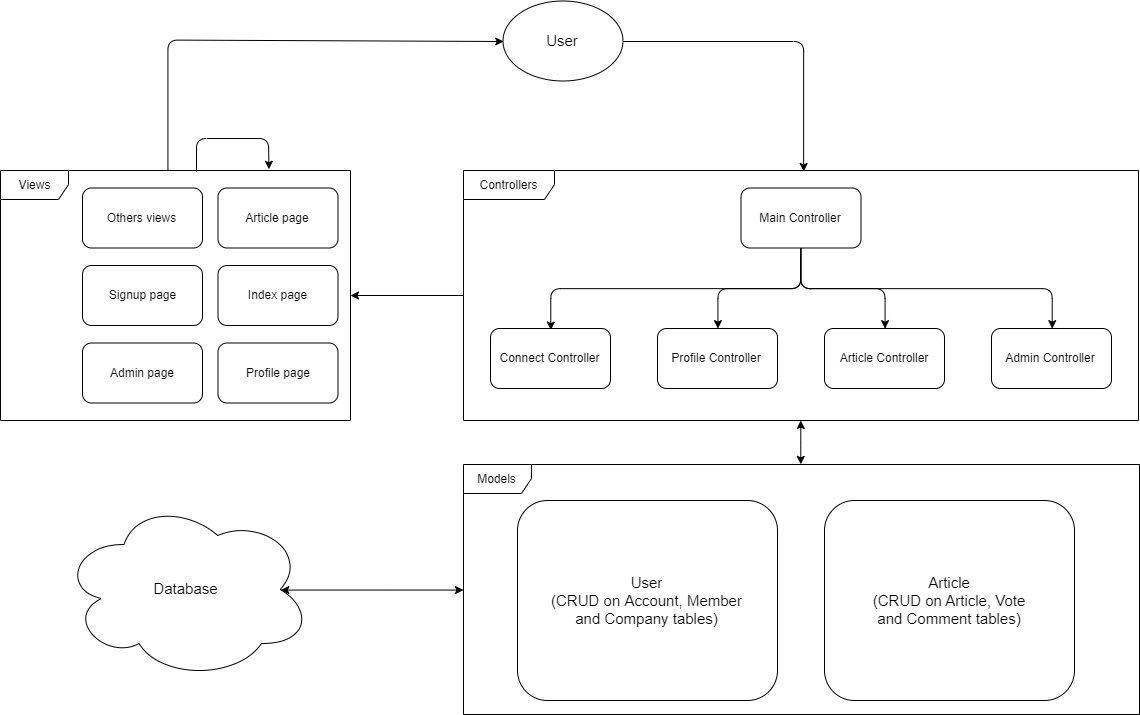 User
Views
Others views
Article page
Signup page
Index page
Admin page
Profile page
Controllers
Main Controller
Connect Controller
Profile Controller
Article Controller
Admin Controller
Models
User
(CRUD on Account, Member
and Company tables)
Article
(CRUD on Article, Vote
and Comment tables)
Database